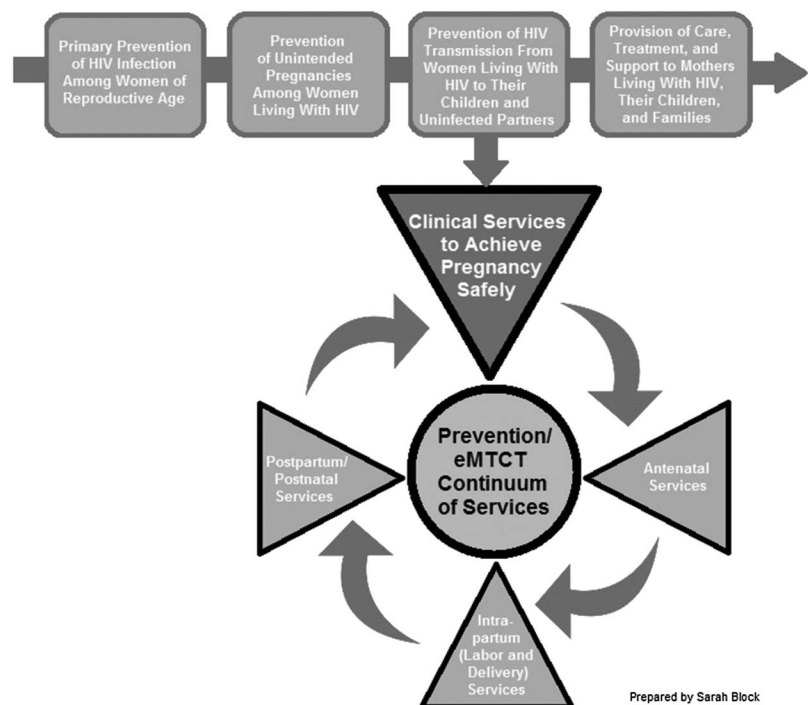 Primary Prevention
of HIV Infection
Among Women of
Reproductive Age
Prevention
of Unintended
Pregnancies
Among Women
Living With HIV
Prevention of HIV
Transmission From
Women Living With
HIV to Their
Children and
Uninfected Partners
Provision of Care,
Treatment, and
Support to Mothers
Living With HIV,
Their Children,
and Families
Clinical Services
to Achieve
Pregnancy
Safely
Prevention/
eMTCT
Continuum
of Services
Postpartum/
Postnatal
Services
Antenatal
Services
Intra-
partum
(Labor and
Delivery)
Services
Prepared by Sarah Block